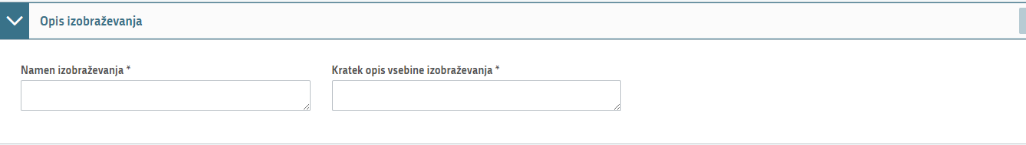 Opis izobraževanja
Namen izobraževanja *
Kratek opis vsebine izobraževanja *